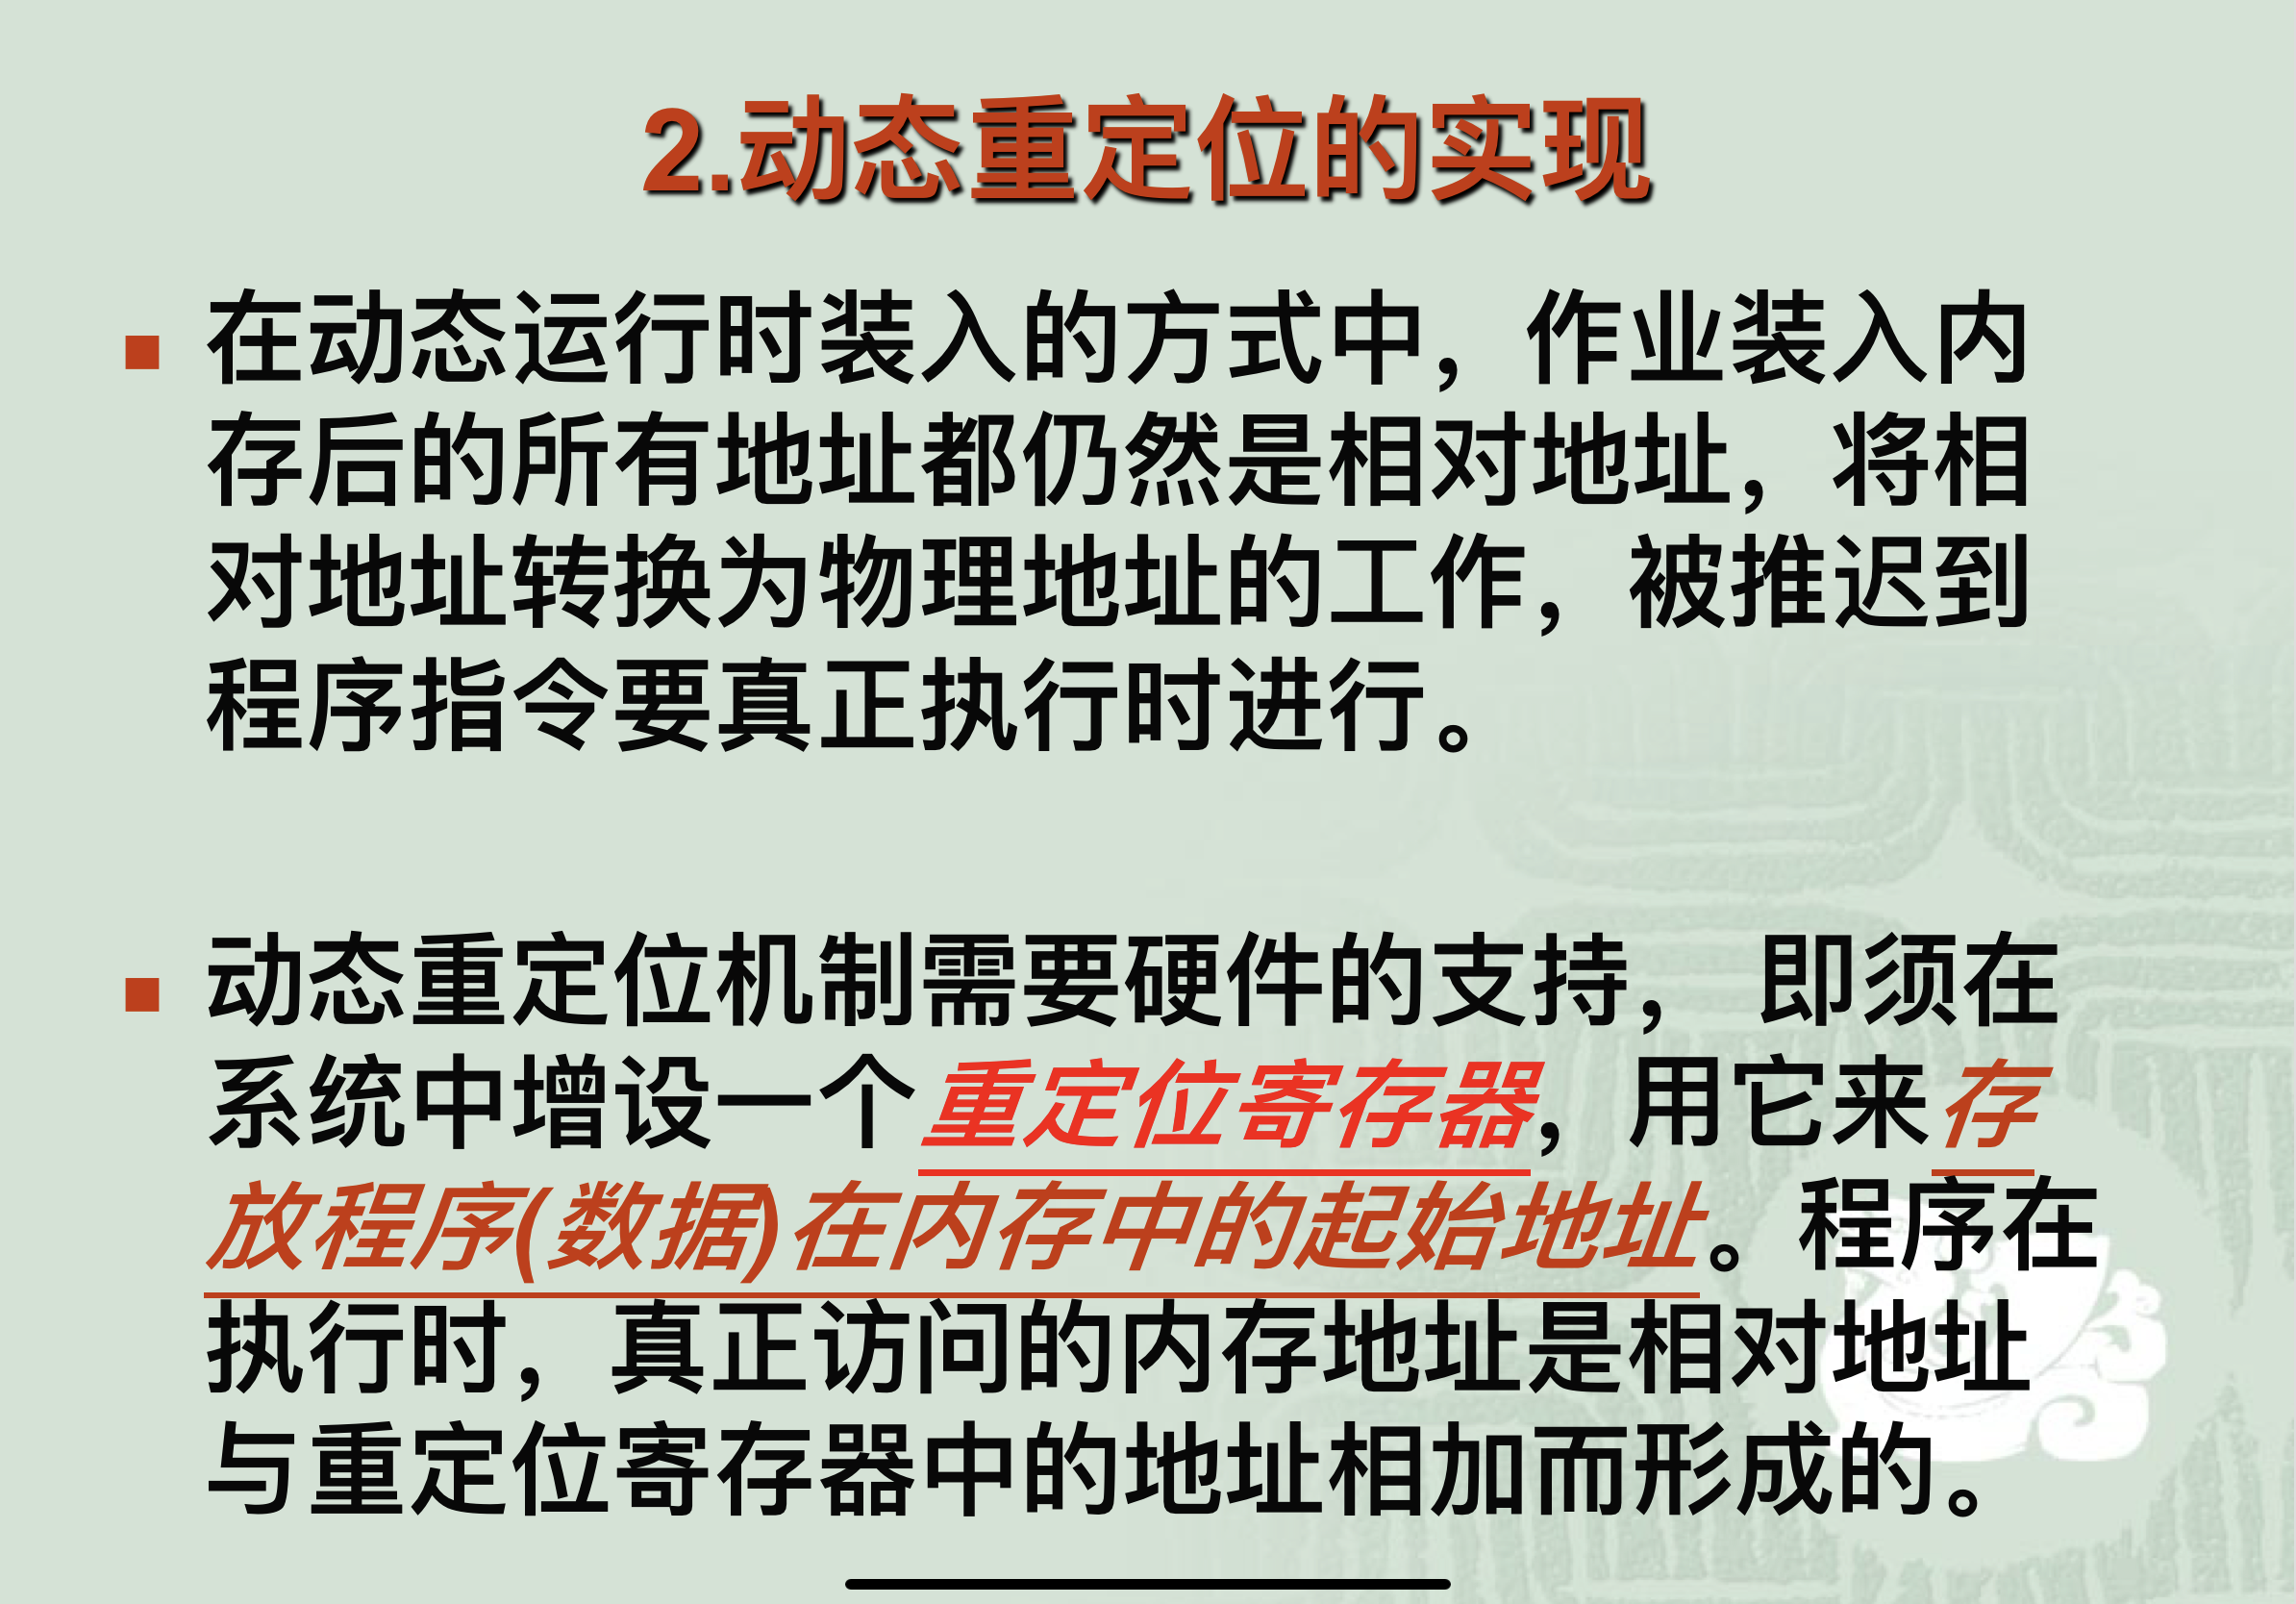 2.动态重定位的实现
在动态运行时装入的方式中，作业装入内
存后的所有地址都仍然是相对地址，将相
对地址转换为物理地址的工作，被推迟到
程序指令要真正执行时进行。
动态重定位机制需要硬件的支持， 即须在
系统中增设一个重定位寄存器，用它来存
放程序(数据)在内存中的起始地址。程序在
执行时，真正访问的内存地址是相对地址
与重定位寄存器中的地址相加而形成的。